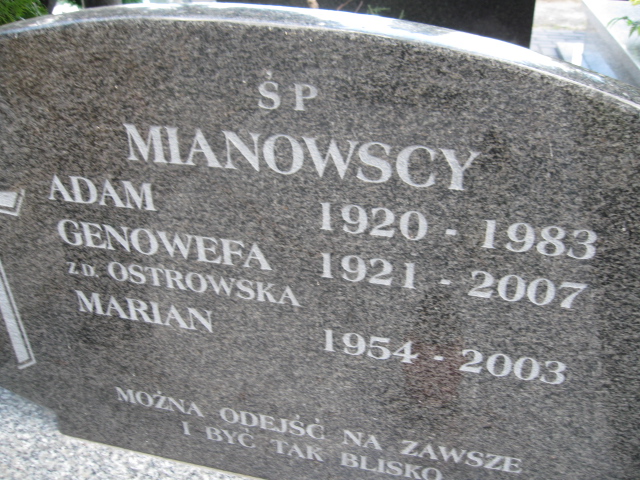 ŚP
MIANOWSCY
ADAM 1920 - 1983
GENOWEFA 1921 - 2007
Z.D. OSTROWSKA
MARIAN 1954 - 2003
MOŻNA ODEJŚĆ NA ZAWSZE
I BYĆ TAK BLISKO